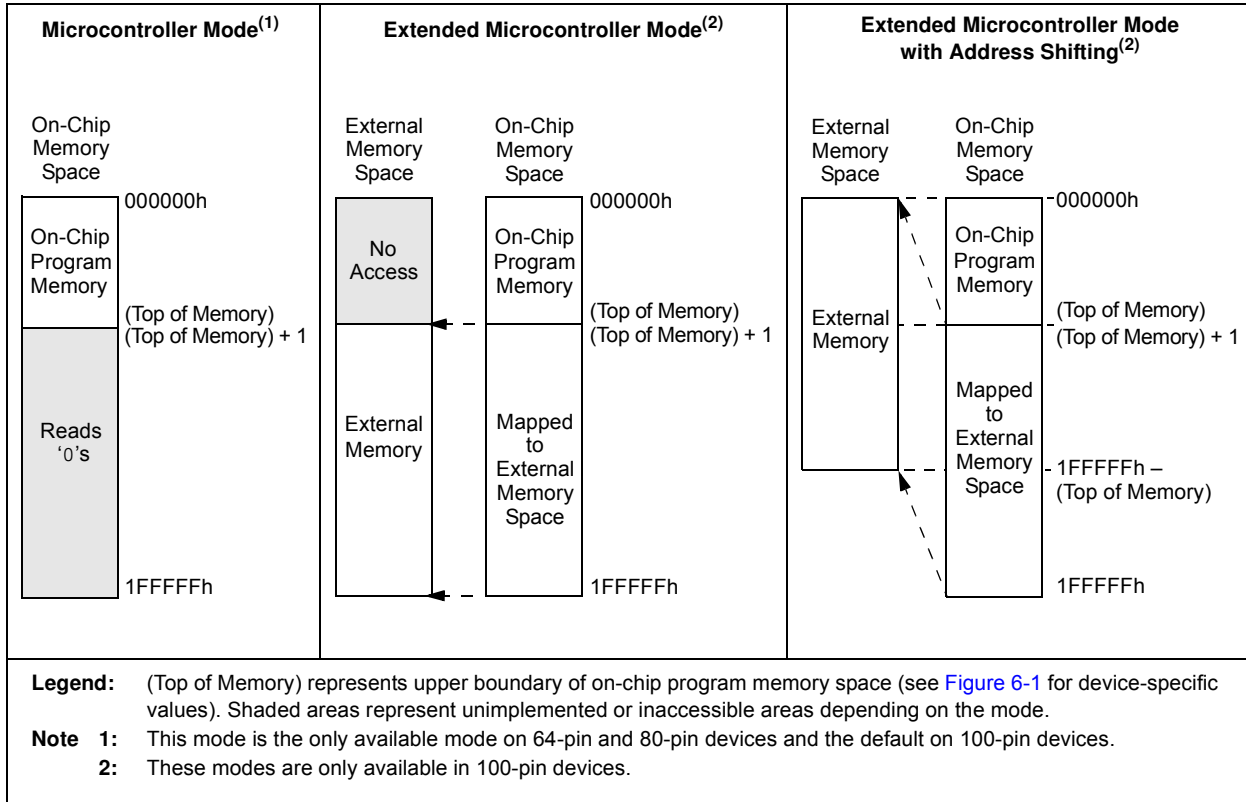 Microcontroller Mode(1)
On-Chip
Memory
Space
000000h
On-Chip
Program
Memory
(Top of Memory)
(Top of Memory) + 1
Reads
‘0’s
1FFFFFh
Extended Microcontroller Mode(2)
External
Memory
Space
On-Chip
Memory
Space
000000h
No
Access
On-Chip
Program
Memory
(Top of Memory)
(Top of Memory) + 1
External
Memory
Mapped
to
External
Memory
Space
1FFFFFh
Extended Microcontroller Mode
with Address Shifting(2)
External
Memory
Space
On-Chip
Memory
Space
000000h
On-Chip
Program
Memory
External
Memory
(Top of Memory)
(Top of Memory) + 1
Mapped
to
External
Memory
Space
1FFFFFh –
(Top of Memory)
1FFFFFh
Legend: (Top of Memory) represents upper boundary of on-chip program memory space (see Figure 6-1 for device-specific
values). Shaded areas represent unimplemented or inaccessible areas depending on the mode.
Note 1: This mode is the only available mode on 64-pin and 80-pin devices and the default on 100-pin devices.
2: These modes are only available in 100-pin devices.